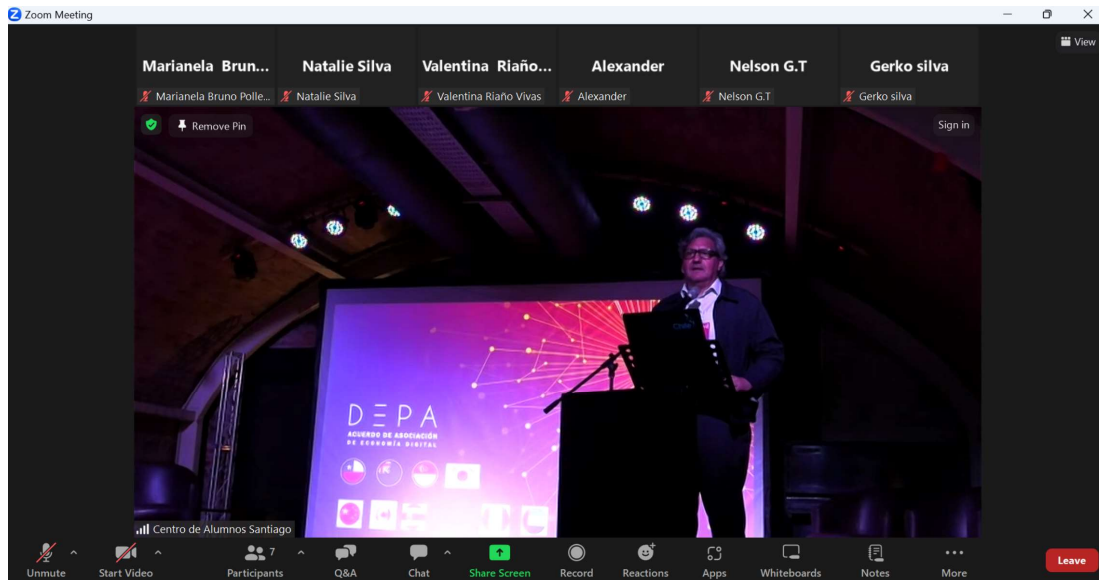 Zoom Meeting
View
Marianela Brun...
Natalie Silva
Valentina Riaño...
Alexander
Nelson G.T
Gerko silva
Marianela Bruno Polle...
Natalie Silva
Valentina Riaño Vivas
Alexander
Nelson G.T
Gerko silva
Remove Pin
Sign in
Chile
DEPA
ACUERDO DE ASOCIACIÓN
DE ECONOMÍA DIGITAL
Centro de Alumnos Santiago
7
Unmute
Start Video
Participants
Q&A
Chat
Share Screen
Record
Reactions
Apps
Whiteboards
Notes
More
Leave